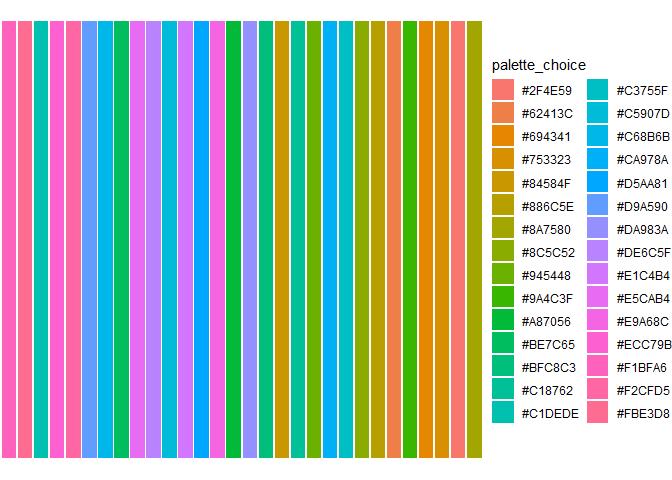 palette_choice
#2F4E59
#62413C
#694341
#753323
#84584F
#886C5E
#8A7580
#8C5C52
#945448
#9A4C3F
#A87056
#BE7C65
#BFC8C3
#C18762
#C1DEDE
#C3755F
#C5907D
#C68B6B
#CA978A
#D5AA81
#D9A590
#DA983A
#DE6C5F
#E1C4B4
#E5CAB4
#E9A68C
#ECC79B
#F1BFA6
#F2CFD5
#FBE3D8